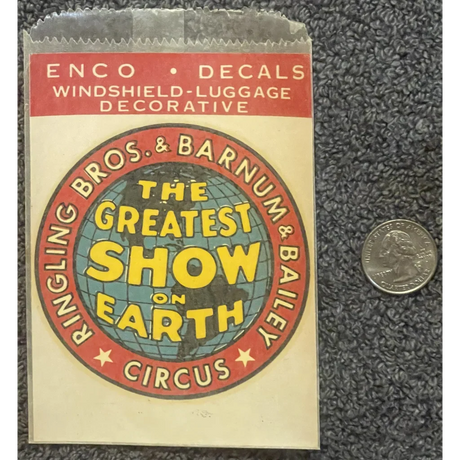 ENCO • DECALS
WINDSHIELD-LUGGAGE
DECORATIVE
RINGLING BROS. & BARNUM & BAILEY
THE
GREATEST
SHOW
ON
EARTH
★ CIRCUS ★